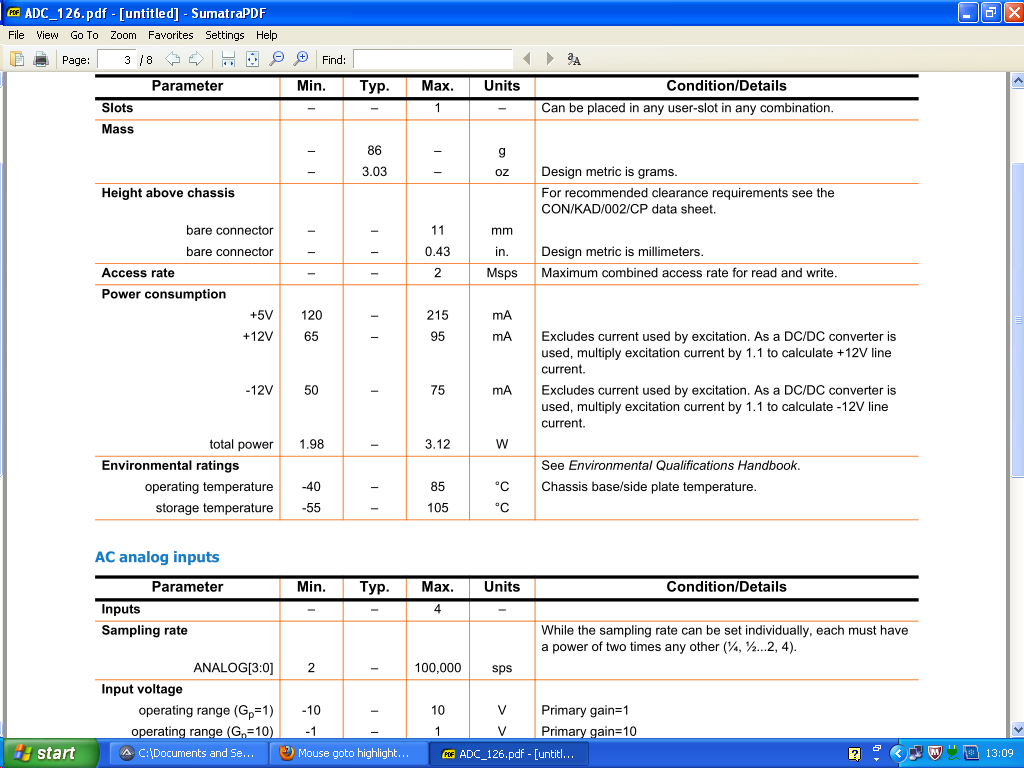 ADC_126.pdf - [untitled] - SumatraPDF
File View Go To Zoom Favorites Settings Help
Page: 3 / 8 Find:
Parameter Min. Typ. Max. Units Condition/Details
Slots – – 1 – Can be placed in any user-slot in any combination.
Mass
– 86 – g
– 3.03 – oz Design metric is grams.
Height above chassis For recommended clearance requirements see the
CON/KAD/002/CP data sheet.
bare connector – – 11 mm
bare connector – – 0.43 in. Design metric is millimeters.
Access rate – – 2 Msps Maximum combined access rate for read and write.
Power consumption
+5V 120 – 215 mA
+12V 65 – 95 mA Excludes current used by excitation. As a DC/DC converter is
used, multiply excitation current by 1.1 to calculate +12V line
current.
-12V 50 – 75 mA Excludes current used by excitation. As a DC/DC converter is
used, multiply excitation current by 1.1 to calculate -12V line
current.
total power 1.98 – 3.12 W
Environmental ratings See Environmental Qualifications Handbook.
operating temperature -40 – 85 °C Chassis base/side plate temperature.
storage temperature -55 – 105 °C
AC analog inputs
Parameter Min. Typ. Max. Units Condition/Details
Inputs – – 4 –
Sampling rate While the sampling rate can be set individually, each must have
a power of two times any other (¼, ½...2, 4).
ANALOG[3:0] 2 – 100,000 sps
Input voltage
operating range (Gp=1) -10 – 10 V Primary gain=1
operating range (Gp=10) -1 – 1 V Primary gain=10
start C:\Documents and Se... Mouse goto highlight... ADC_126.pdf - [untitl... 13:09